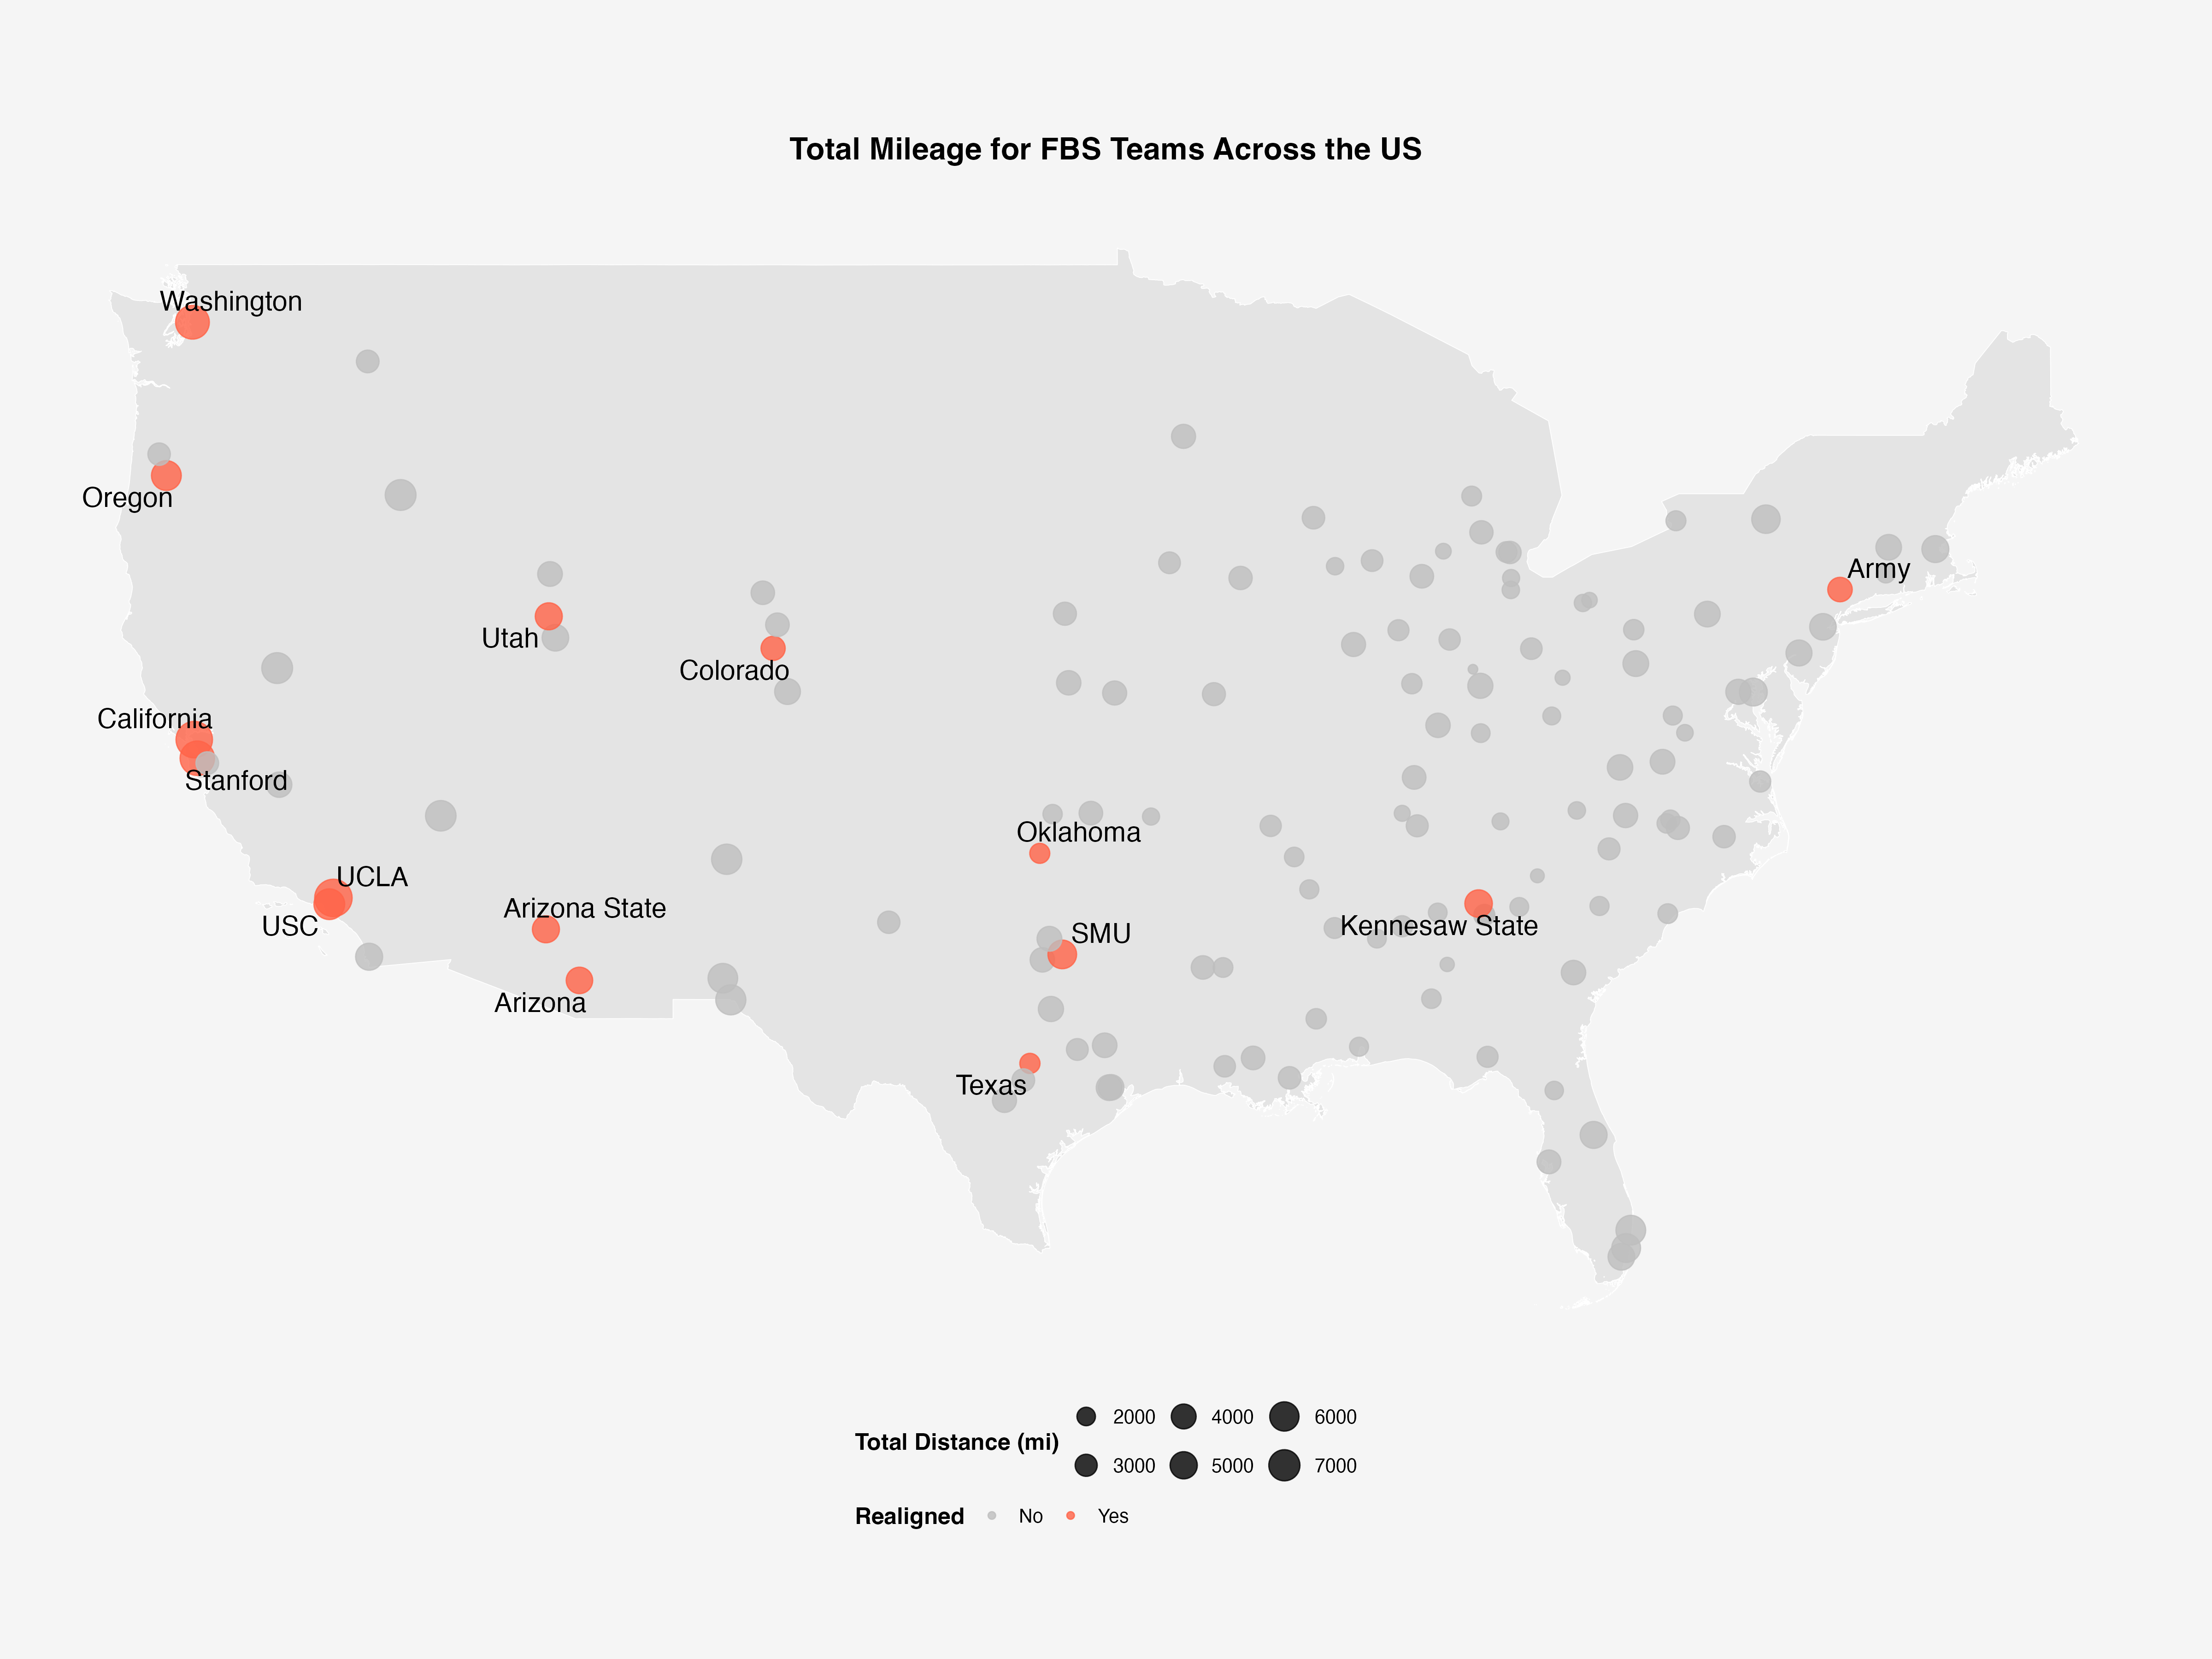 Total Mileage for FBS Teams Across the US
Washington
Oregon
Army
Utah
Colorado
California
Stanford
Oklahoma
UCLA
USC
Arizona State
Kennesaw State
SMU
Arizona
Texas
Total Distance (mi)
2000 4000 6000
3000 5000 7000
Realigned No Yes